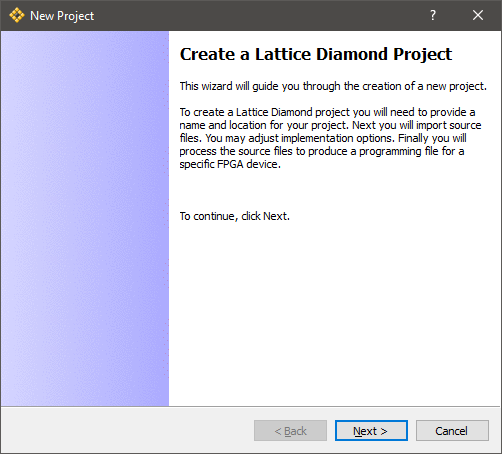 New Project
?
Create a Lattice Diamond Project
This wizard will guide you through the creation of a new project.
To create a Lattice Diamond project you will need to provide a
name and location for your project. Next you will import source
files. You may adjust implementation options. Finally you will
process the source files to produce a programming file for a
specific FPGA device.
To continue, click Next.
< Back
Next >
Cancel